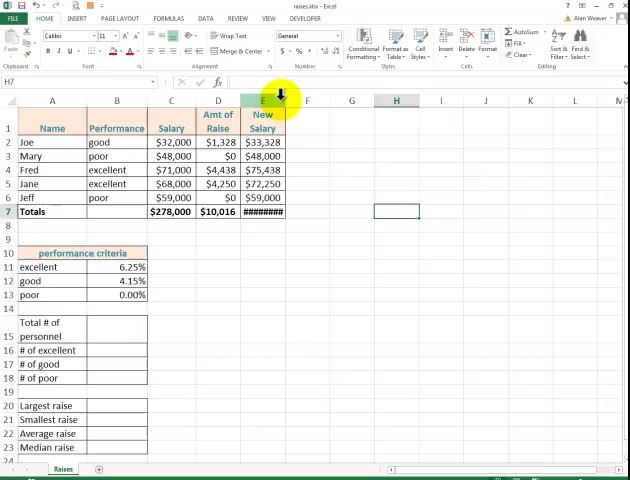 raises.xlsx - Excel
FILE HOME INSERT PAGE LAYOUT FORMULAS DATA REVIEW VIEW DEVELOPER Alan Weaver
Paste Calibri 11 Wrap Text General Conditional Formatting Format as Table Cell Styles Insert Delete Format AutoSum Fill Clear Sort & Filter Find & Select
B I U Merge & Center $ % ,
Clipboard Font Alignment Number Styles Cells Editing
H7 fx
A B C D E F G H I J K L M
1 Name Performance Salary Amt of Raise New Salary
2 Joe good $32,000 $1,328 $33,328
3 Mary poor $48,000 $0 $48,000
4 Fred excellent $71,000 $4,438 $75,438
5 Jane excellent $68,000 $4,250 $72,250
6 Jeff poor $59,000 $0 $59,000
7 Totals $278,000 $10,016 ########
8
9
10 performance criteria
11 excellent 6.25%
12 good 4.15%
13 poor 0.00%
14
15 Total # of personnel
16 # of excellent
17 # of good
18 # of poor
19
20 Largest raise
21 Smallest raise
22 Average raise
23 Median raise
24
Raises